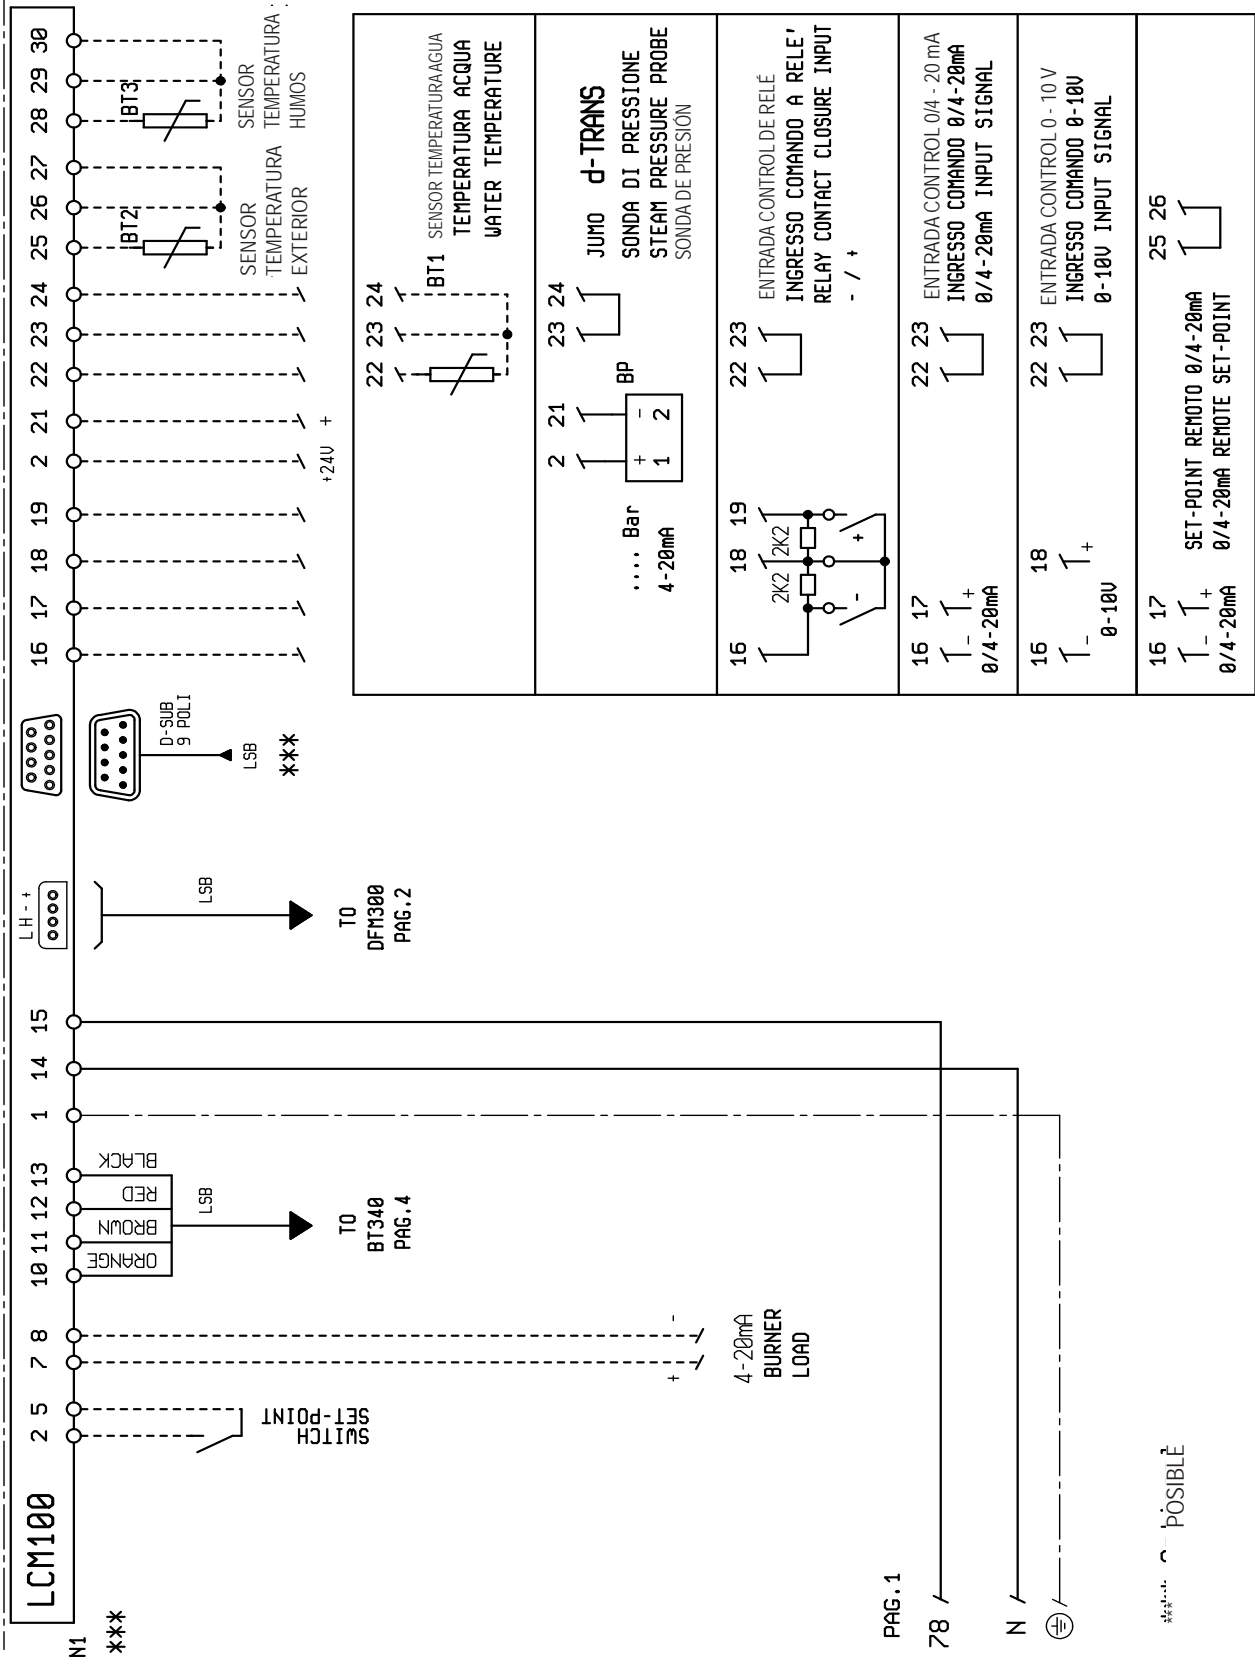 LCM100
N1
***
2 5 7 8 10 11 12 13 1 14 15
L H - +
16 17 18 19 2 21 22 23 24 25 26 27 28 29 30
SWITCH
SET-POINT
+ -
4-20mA
BURNER
LOAD
ORANGE
BROWN
RED
BLACK
LSB
TO
BT340
PAG.4
LSB
TO
DFM300
PAG.2
D-SUB
9 POLI
LSB
***
+24V +
BT2
SENSOR
TEMPERATURA
EXTERIOR
BT3
SENSOR
TEMPERATURA
HUMOS
PAG.1
78
N
POSIBLE
22 23 24
BT1
SENSOR TEMPERATURA AGUA
TEMPERATURA ACQUA
WATER TEMPERATURE
2 21 23 24
+ -
1 2
BP
.... Bar
4-20mA
JUMO d-TRANS
SONDA DI PRESSIONE
STEAM PRESSURE PROBE
SONDA DE PRESIÓN
16 18 19 22 23
2K2 2K2
- +
ENTRADA CONTROL DE RELÉ
INGRESSO COMANDO A RELE'
RELAY CONTACT CLOSURE INPUT
- / +
16 17 22 23
- +
0/4-20mA
ENTRADA CONTROL 0/4 - 20 mA
INGRESSO COMANDO 0/4-20mA
0/4-20mA INPUT SIGNAL
16 18 22 23
- +
0-10V
ENTRADA CONTROL 0 - 10 V
INGRESSO COMANDO 0-10V
0-10V INPUT SIGNAL
16 17 25 26
- +
0/4-20mA
SET-POINT REMOTO 0/4-20mA
0/4-20mA REMOTE SET-POINT